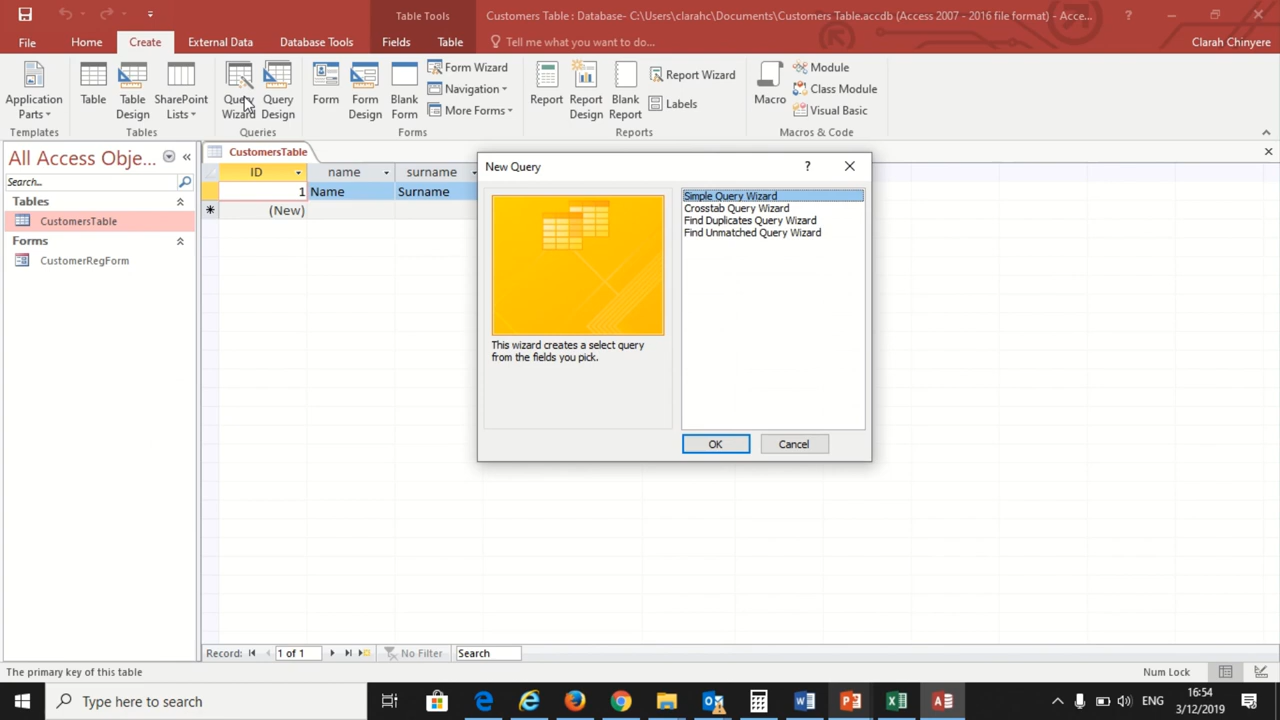 Table Tools
Customers Table : Database- C:\Users\clarahc\Documents\Customers Table.accdb (Access 2007 - 2016 file format) - Acce...
File
Home
Create
External Data
Database Tools
Fields
Table
Tell me what you want to do...
Clarah Chinyere
Application
Parts
Table
Table
Design
SharePoint
Lists
Query
Wizard
Query
Design
Form
Form
Design
Blank
Form
Form Wizard
Navigation
More Forms
Report
Report
Design
Blank
Report
Report Wizard
Labels
Macro
Module
Class Module
Visual Basic
Templates
Tables
Queries
Forms
Reports
Macros & Code
All Access Obje...
Search...
Tables
CustomersTable
Forms
CustomerRegForm
CustomersTable
ID
name
surname
1
Name
Surname
(New)
New Query
?
This wizard creates a select query
from the fields you pick.
Simple Query Wizard
Crosstab Query Wizard
Find Duplicates Query Wizard
Find Unmatched Query Wizard
OK
Cancel
Record:
1 of 1
No Filter
Search
The primary key of this table
Num Lock
Type here to search
ENG
16:54
3/12/2019